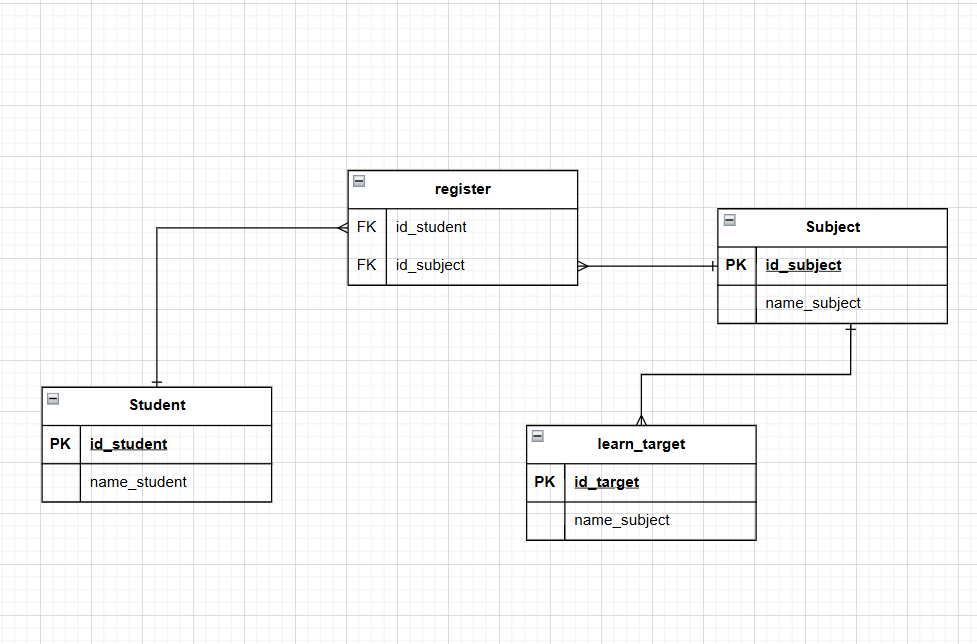 register
FK id_student
FK id_subject
Subject
PK id_subject
name_subject
Student
PK id_student
name_student
learn_target
PK id_target
name_subject